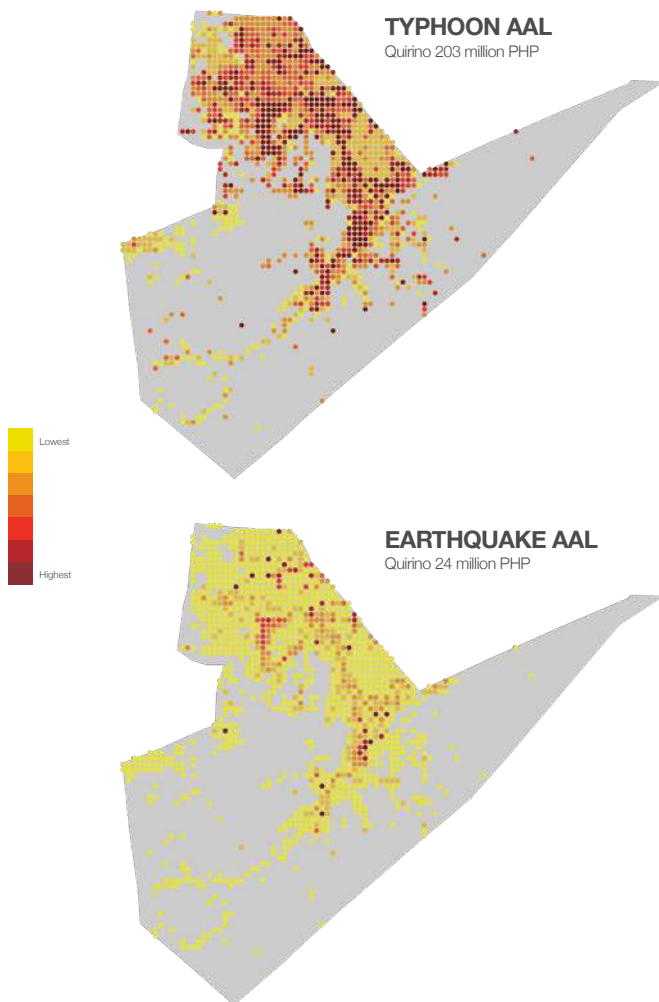 TYPHOON AAL
Quirino 203 million PHP
Lowest
Highest
EARTHQUAKE AAL
Quirino 24 million PHP